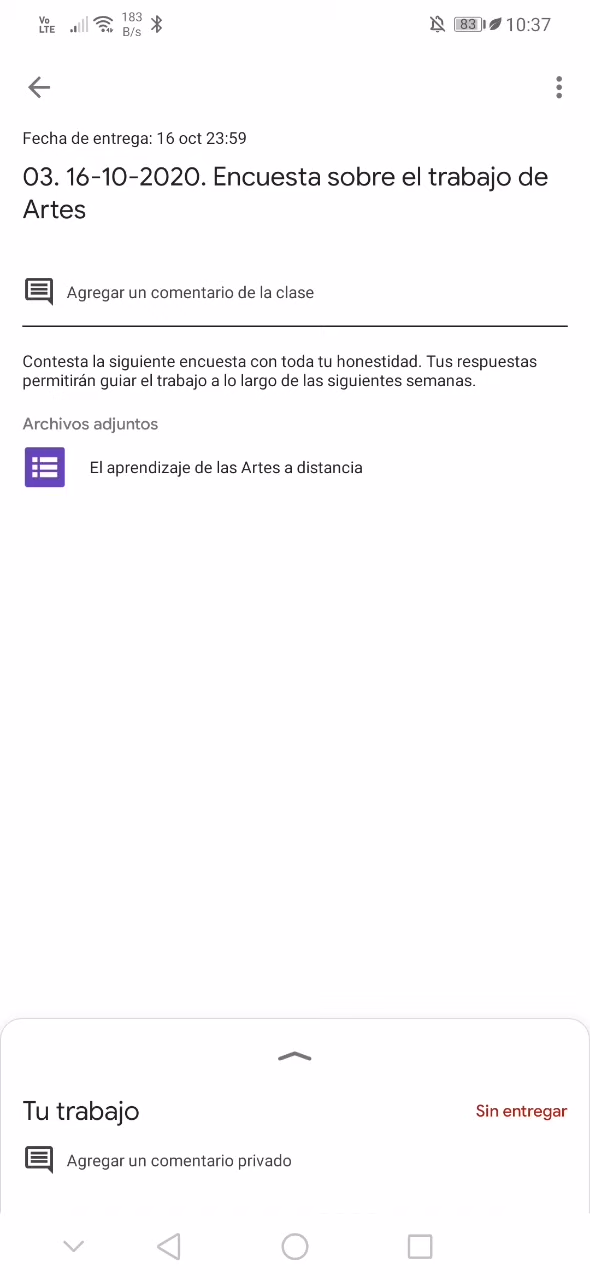 Vo LTE 183 B/s 83 10:37
Fecha de entrega: 16 oct 23:59
03. 16-10-2020. Encuesta sobre el trabajo de
Artes
Agregar un comentario de la clase
Contesta la siguiente encuesta con toda tu honestidad. Tus respuestas
permitirán guiar el trabajo a lo largo de las siguientes semanas.
Archivos adjuntos
El aprendizaje de las Artes a distancia
Tu trabajo Sin entregar
Agregar un comentario privado